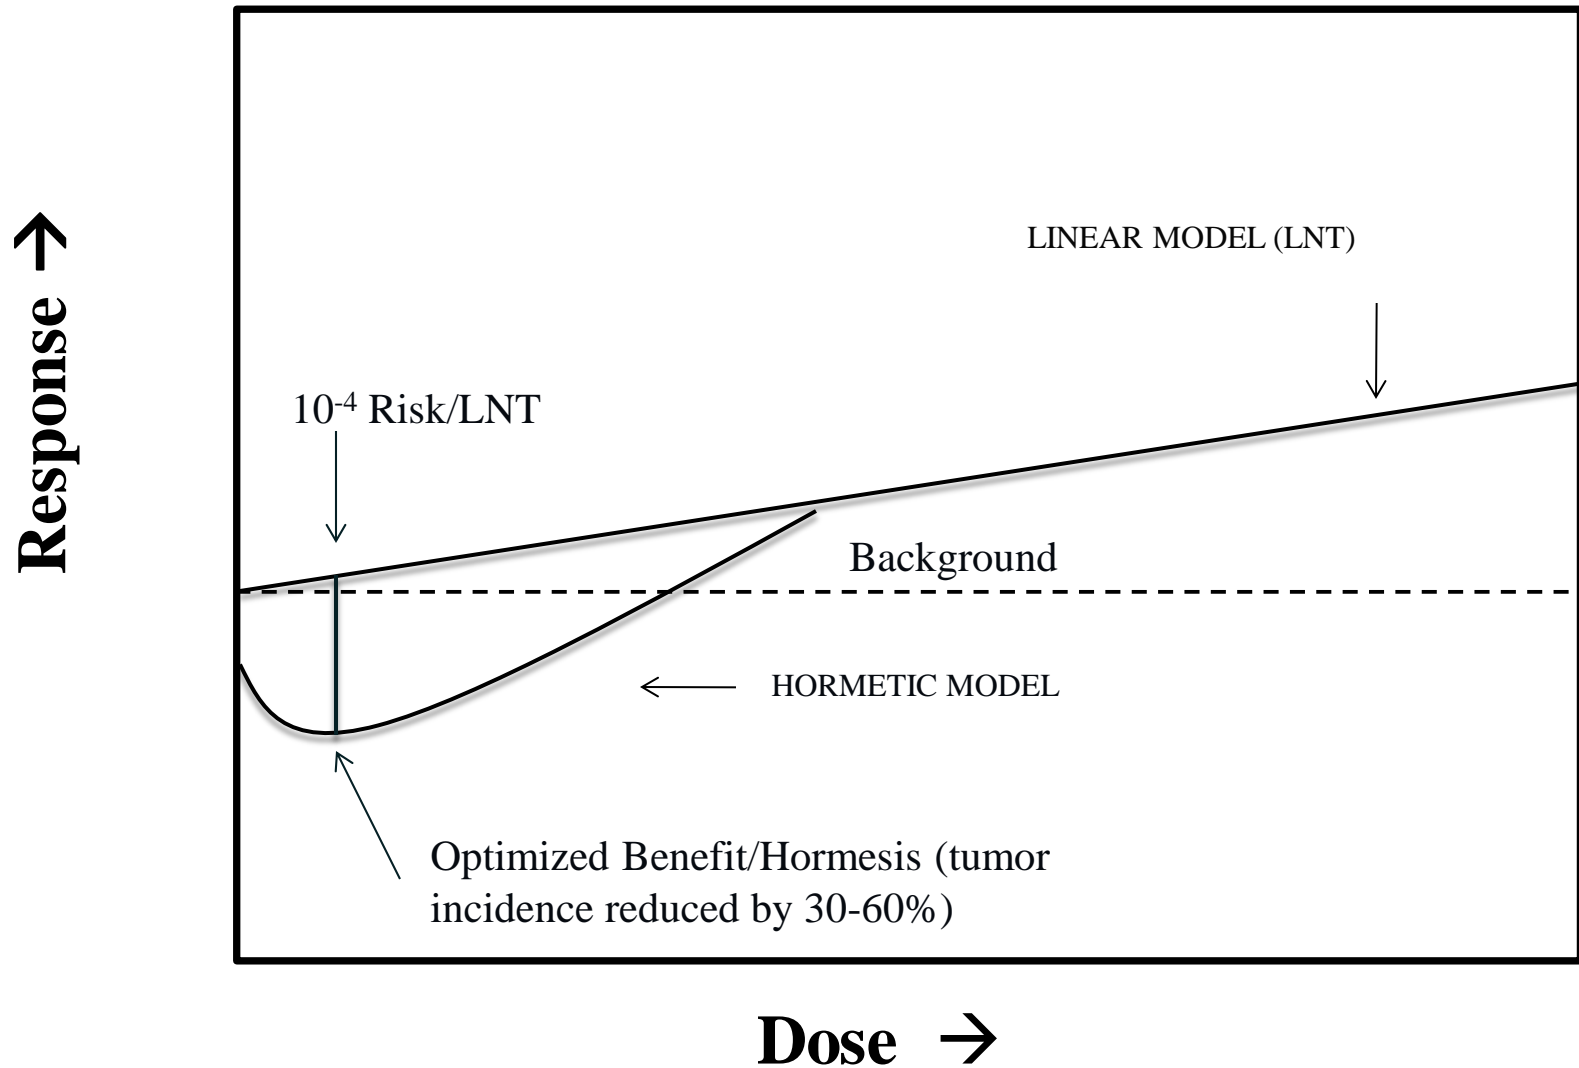 Response →
LINEAR MODEL (LNT)
10⁻⁴ Risk/LNT
Background
HORMETIC MODEL
Optimized Benefit/Hormesis (tumor
incidence reduced by 30-60%)
Dose →